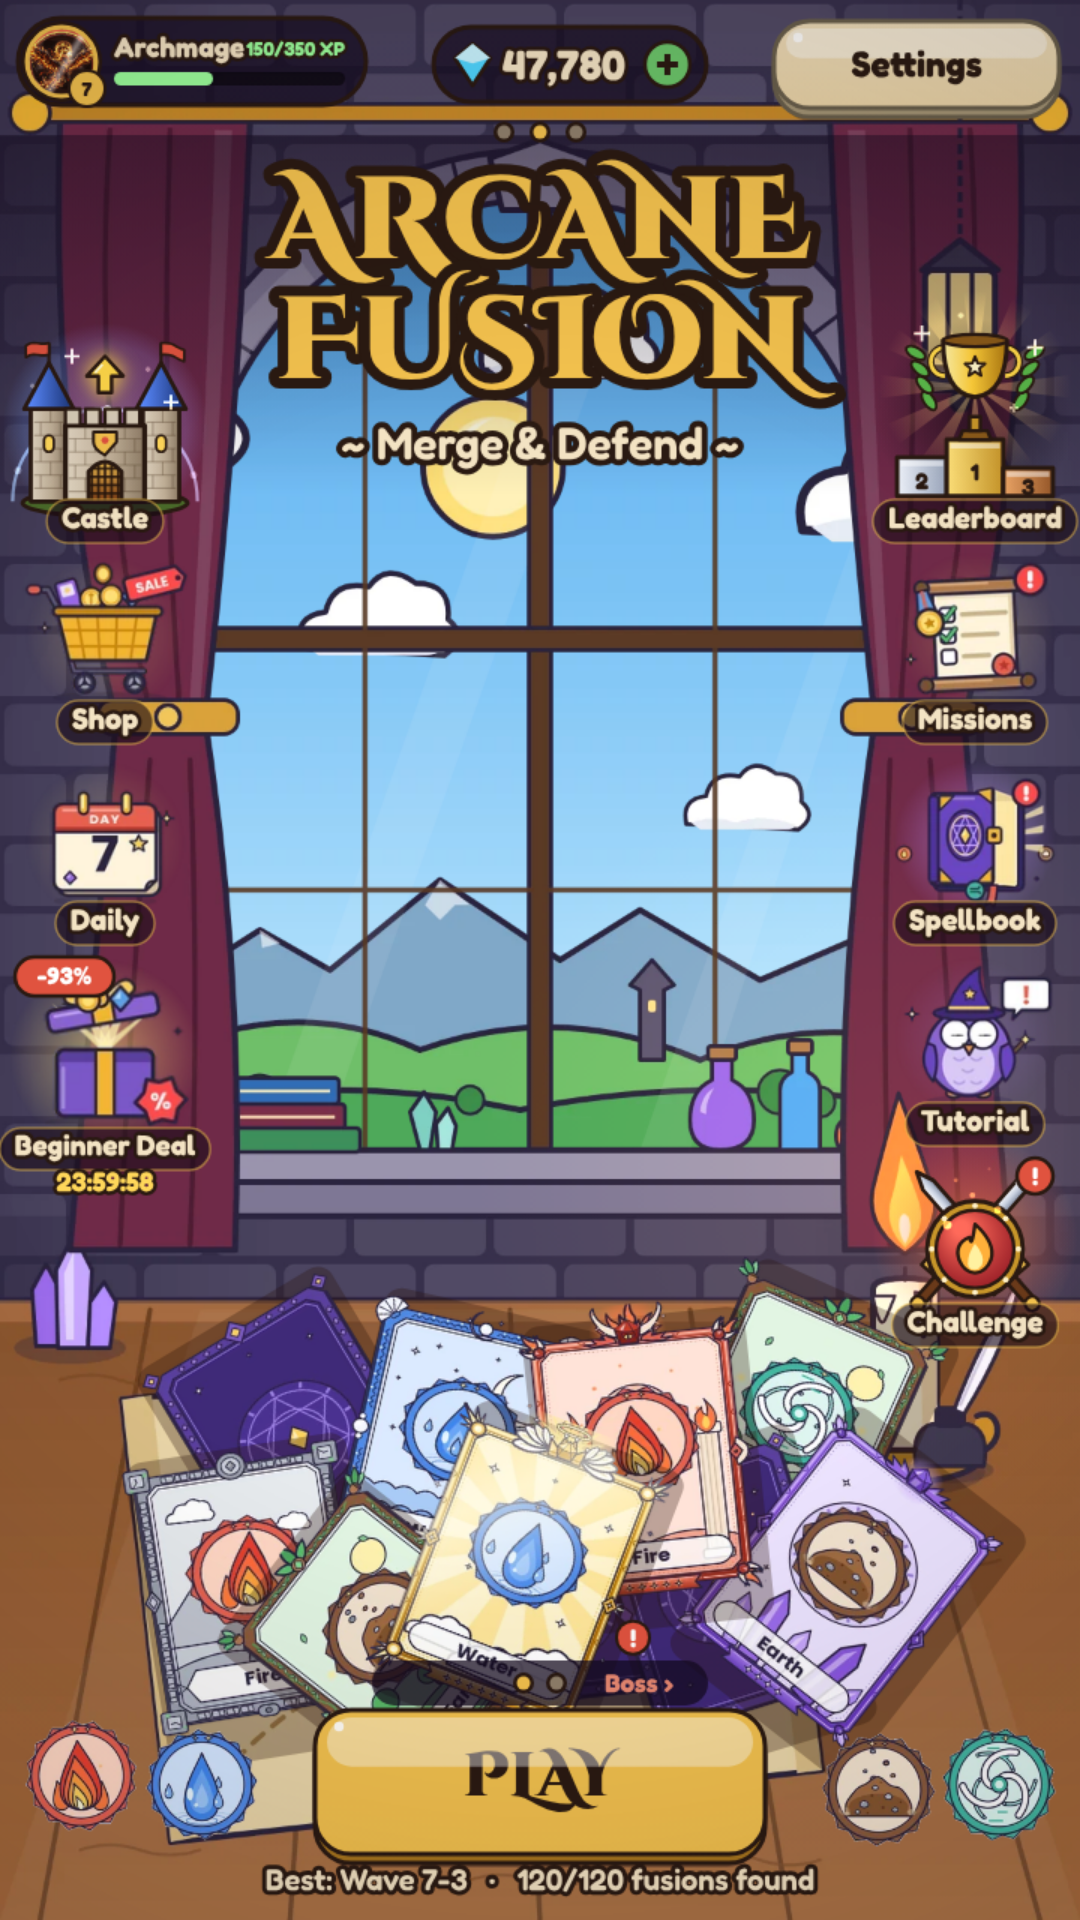 Archmage 150/350 XP
7
47,780
Settings
ARCANE
FUSION
~ Merge & Defend ~
Castle
1
2
3
Leaderboard
SALE
Shop
Missions
DAY
7
Daily
Spellbook
-93%
%
Beginner Deal
23:59:58
Tutorial
Challenge
Fire
Fire
Water
Earth
Boss ›
PLAY
Best: Wave 7-3 • 120/120 fusions found